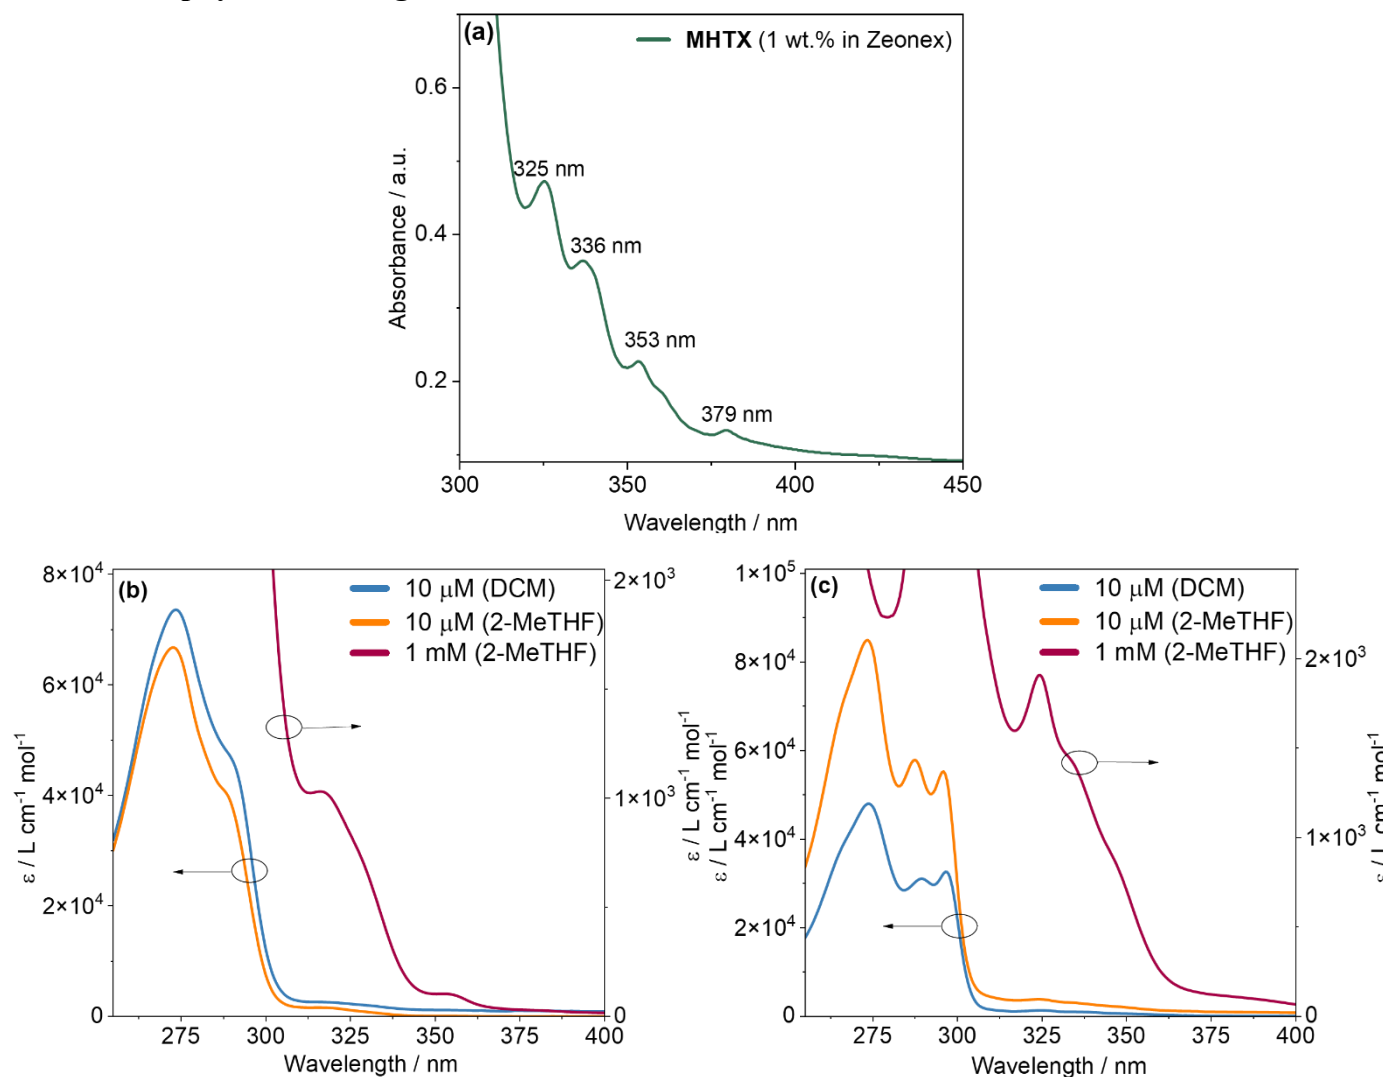 (a)
MHTX (1 wt.% in Zeonex)
0.6
0.4
0.2
Absorbance / a.u.
325 nm
336 nm
353 nm
379 nm
300
350
400
450
Wavelength / nm
(b)
10 μM (DCM)
10 μM (2-MeTHF)
1 mM (2-MeTHF)
8×10⁴
6×10⁴
4×10⁴
2×10⁴
0
ε / L cm⁻¹ mol⁻¹
2×10³
1×10³
0
ε / L cm⁻¹ mol⁻¹
275
300
325
350
375
400
Wavelength / nm
(c)
10 μM (DCM)
10 μM (2-MeTHF)
1 mM (2-MeTHF)
1×10⁵
8×10⁴
6×10⁴
4×10⁴
2×10⁴
0
ε / L cm⁻¹ mol⁻¹
2×10³
1×10³
0
ε / L cm⁻¹ mol⁻¹
275
300
325
350
375
400
Wavelength / nm